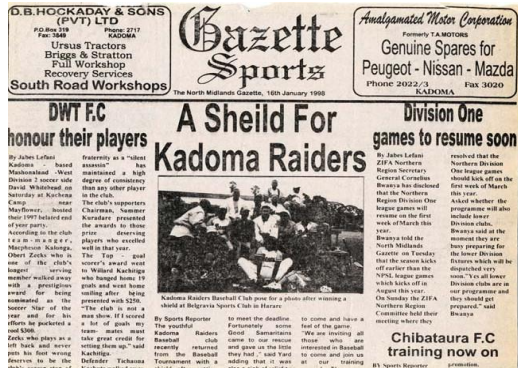 D.B.HOCKADAY & SONS
(PVT) LTD
P.O.Box 219 Phone: 2717
Fax: 3849 KADOMA
Ursus Tractors
Briggs & Stratton
Full Workshop
Recovery Services
South Road Workshops
Gazette
Sports
The North Midlands Gazette, 16th January 1998
Amalgamated Motor Corporation
Formerly T.A.MOTORS
Genuine Spares for
Peugeot - Nissan - Mazda
Phone 2022/3 Fax 3020
KADOMA
DWT F.C
honour their players
By Jabes Lefani
Kadoma - based
Mashonaland -West
Division 2 soccer side
David Whitehead, on
Saturday at Kochena
Camp near
Mayflower, hosted
their 1997 belated end
of year party.
According to the club
team-manager,
Macpherson Kalonga,
Obert Zecks who is
one of the club's
longest serving
member walked away
with a prestigious
award for being
nominated as the
Soccer Star of the
year and for his
efforts he pocketed a
cool $300.
Zecks who plays as a
left back and never
puts his foot wrong
deserves to be the
fraternity as a "silent
assassin" has
maintained a high
degree of consistency
than any other player
in the club.
The club's supporters
Chairman, Sammer
Kurudzere presented
the awards to those
prize deserving
players who excelled
well in that year.
The Top - goal
scorer's award went
to Willard Kachitiga
who banged home 19
goals and went home
smiling after being
presented with $250.
"The club is not a
man show. If I scored
a lot of goals my
team- mates must
take great credit for
setting them up." said
Kachitiga.
Defender Tichaona
A Sheild For
Kadoma Raiders
Kadoma Raiders Baseball Club pose for a photo after winning a
shield at Belgravia Sports Club in Harare
By Sports Reporter
The youthful
Kadoma Raiders
Baseball club
recently returned
from the Baseball
Tournament with a
to meet the deadline.
Fortunately some
Good Samaritans
came to our rescue
and gave us the little
they had ," said Yard
adding that it was
to come and have a
feel of the game.
"We are inviting all
those who are
interested in Baseball
to come and join us
at our training
Division One
games to resume soon
By Jabes Lefani
ZIFA Northern
Region Secretary
General Cornelius
Bwanya has disclosed
that the Northern
Region Division One
league games will
resume on the first
week of March this
year.
Bwanya told the
North Midlands
Gazette on Tuesday
that the season kicks
off earlier than the
NPSL league games
which kicks off in
August this year.
On Sunday the ZIFA
Northern Region
Committee held their
meeting where they
resolved that the
Northern Division
One league games
should kick off on the
first week of March
this year.
Asked whether the
programme will also
include lower
Division clubs,
Bwanya said at the
moment they are
busy preparing for
the lower Division
fixtures which will be
dispatched very
soon."Yes all lower
Division clubs are in
our programme and
they should get
prepared." said
Bwanya
Chibataura F.C
training now on
BY Sports Reporter
promotion.